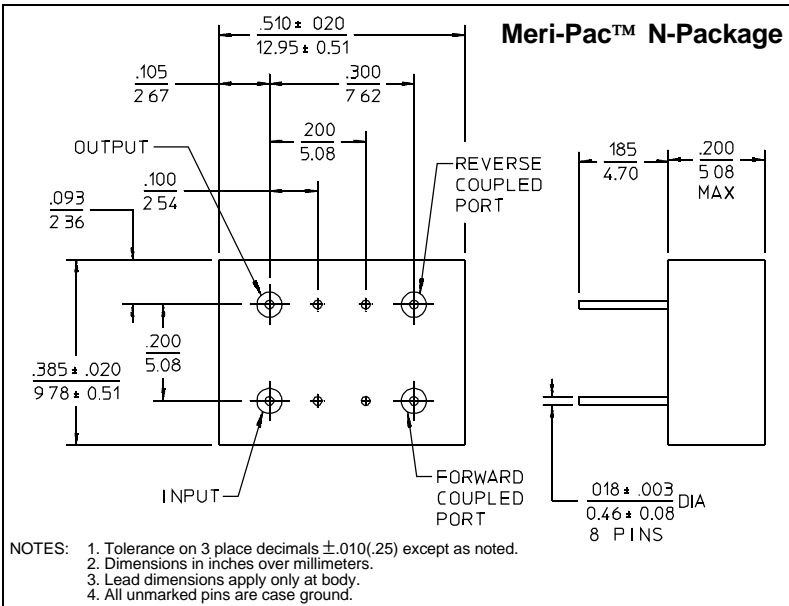 Meri-Pac™ N-Package
.510 ± 020
12.95 ± 0.51
.105
2 67
.300
7 62
200
5.08
OUTPUT
REVERSE
COUPLED
PORT
185
4.70
.200
5 08
MAX
.100
2 54
.093
2 36
.200
5.08
.385 ± .020
9 78 ± 0.51
INPUT
FORWARD
COUPLED
PORT
018 ± .003
0.46 ± 0.08
DIA
8 PINS
NOTES: 1. Tolerance on 3 place decimals ±.010(.25) except as noted.
2. Dimensions in inches over millimeters.
3. Lead dimensions apply only at body.
4. All unmarked pins are case ground.